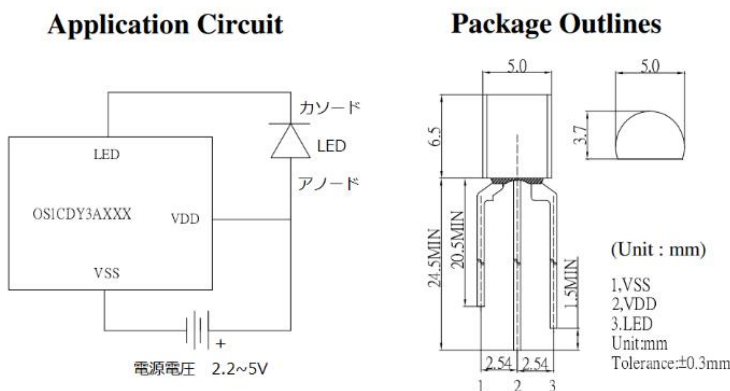 Application Circuit
カソード
LED
アノード
LED
OS1CDY3AXXX
VDD
VSS
+
電源電圧 2.2~5V
Package Outlines
5.0
5.0
6.5
3.7
24.5MIN
20.5MIN
1.5MIN
2.54
2.54
1
2
3
(Unit : mm)
1,VSS
2,VDD
3.LED
Unit:mm
Tolerance:±0.3mm